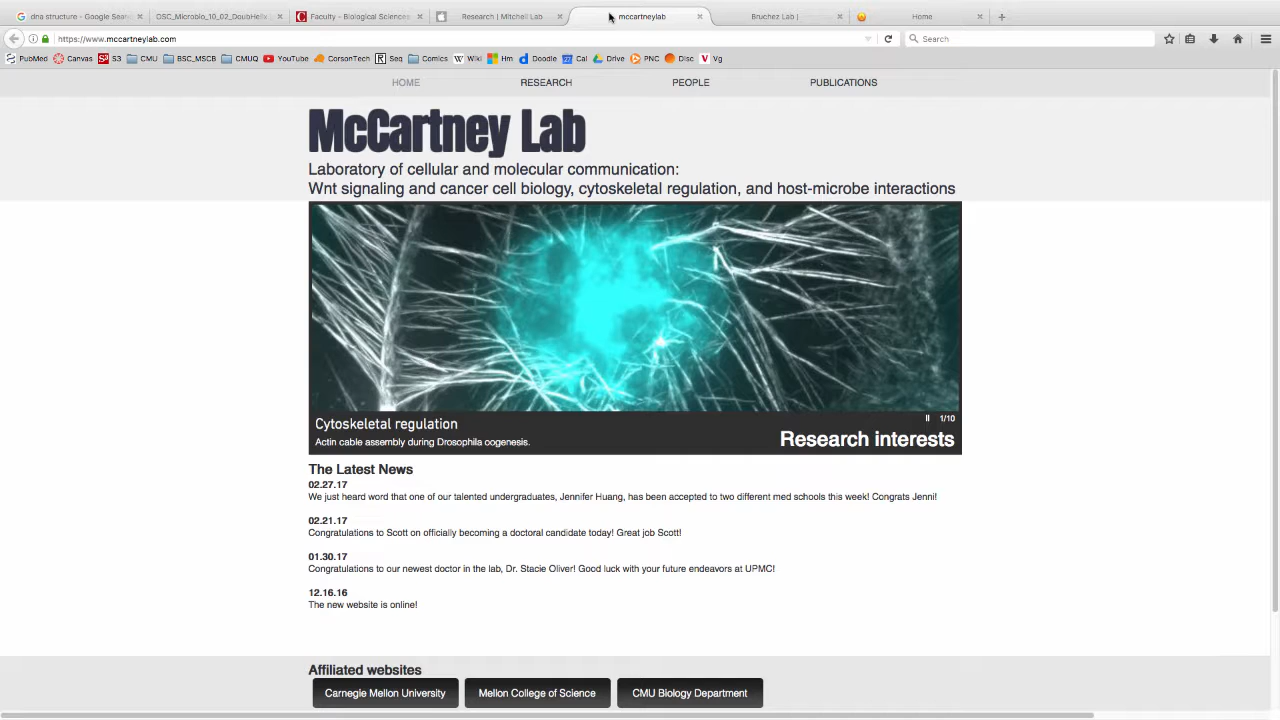 dna structure - Google Sear
OSC_Microbio_10_02_DoubHeli
Faculty - Biological Sciences
Research | Mitchell Lab
mccartneylab
Bruchez Lab |
Home
https://www.mccartneylab.com
Search
PubMed Canvas S3 CMU BSC_MSCB CMUQ YouTube CorsonTech Seq Comics Wiki Hm Doodle Cal Drive PNC Disc Vg
HOME RESEARCH PEOPLE PUBLICATIONS
McCartney Lab
Laboratory of cellular and molecular communication:
Wnt signaling and cancer cell biology, cytoskeletal regulation, and host-microbe interactions
1/10
Cytoskeletal regulation
Actin cable assembly during Drosophila oogenesis.
Research interests
The Latest News
02.27.17
We just heard word that one of our talented undergraduates, Jennifer Huang, has been accepted to two different med schools this week! Congrats Jenni!
02.21.17
Congratulations to Scott on officially becoming a doctoral candidate today! Great job Scott!
01.30.17
Congratulations to our newest doctor in the lab, Dr. Stacie Oliver! Good luck with your future endeavors at UPMC!
12.16.16
The new website is online!
Affiliated websites
Carnegie Mellon University
Mellon College of Science
CMU Biology Department